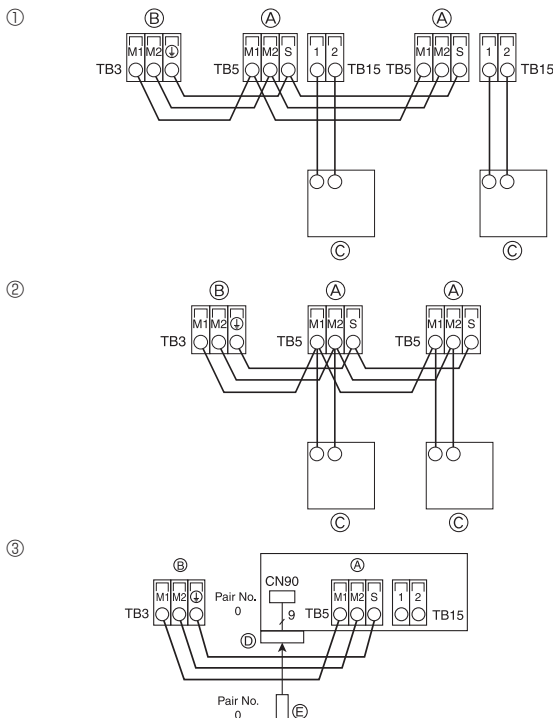 ①
Ⓑ Ⓐ Ⓐ
M1 M2 ⏚ M1 M2 S 1 2 M1 M2 S 1 2
TB3 TB5 TB15 TB5 TB15
Ⓒ Ⓒ
②
Ⓑ Ⓐ Ⓐ
M1 M2 ⏚ M1 M2 S M1 M2 S
TB3 TB5 TB5
Ⓒ Ⓒ
③
Ⓑ Ⓐ
CN90
M1 M2 ⏚ Pair No. M1 M2 S 1 2
TB3 0 9 TB5 TB15
Ⓓ
Pair No.
0 Ⓔ